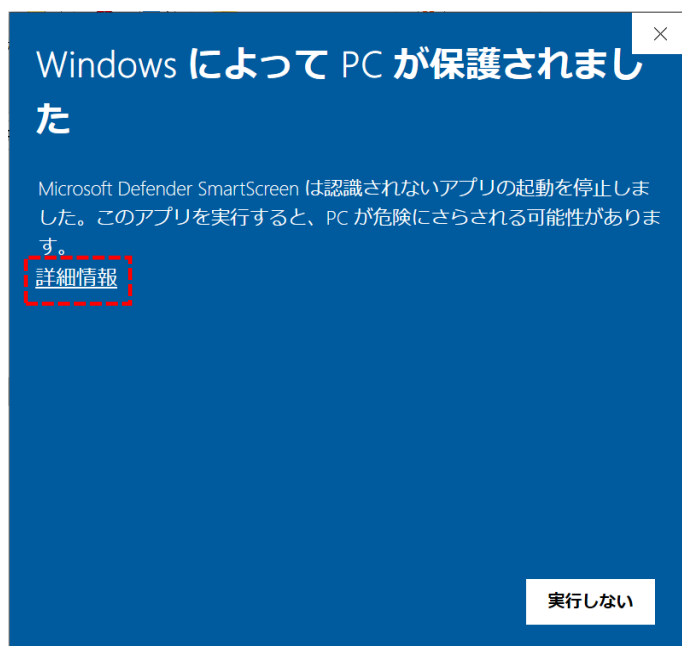 Windows によって PC が保護されまし
た
Microsoft Defender SmartScreen は認識されないアプリの起動を停止しま
した。このアプリを実行すると、PC が危険にさらされる可能性がありま
す。
詳細情報
実行しない